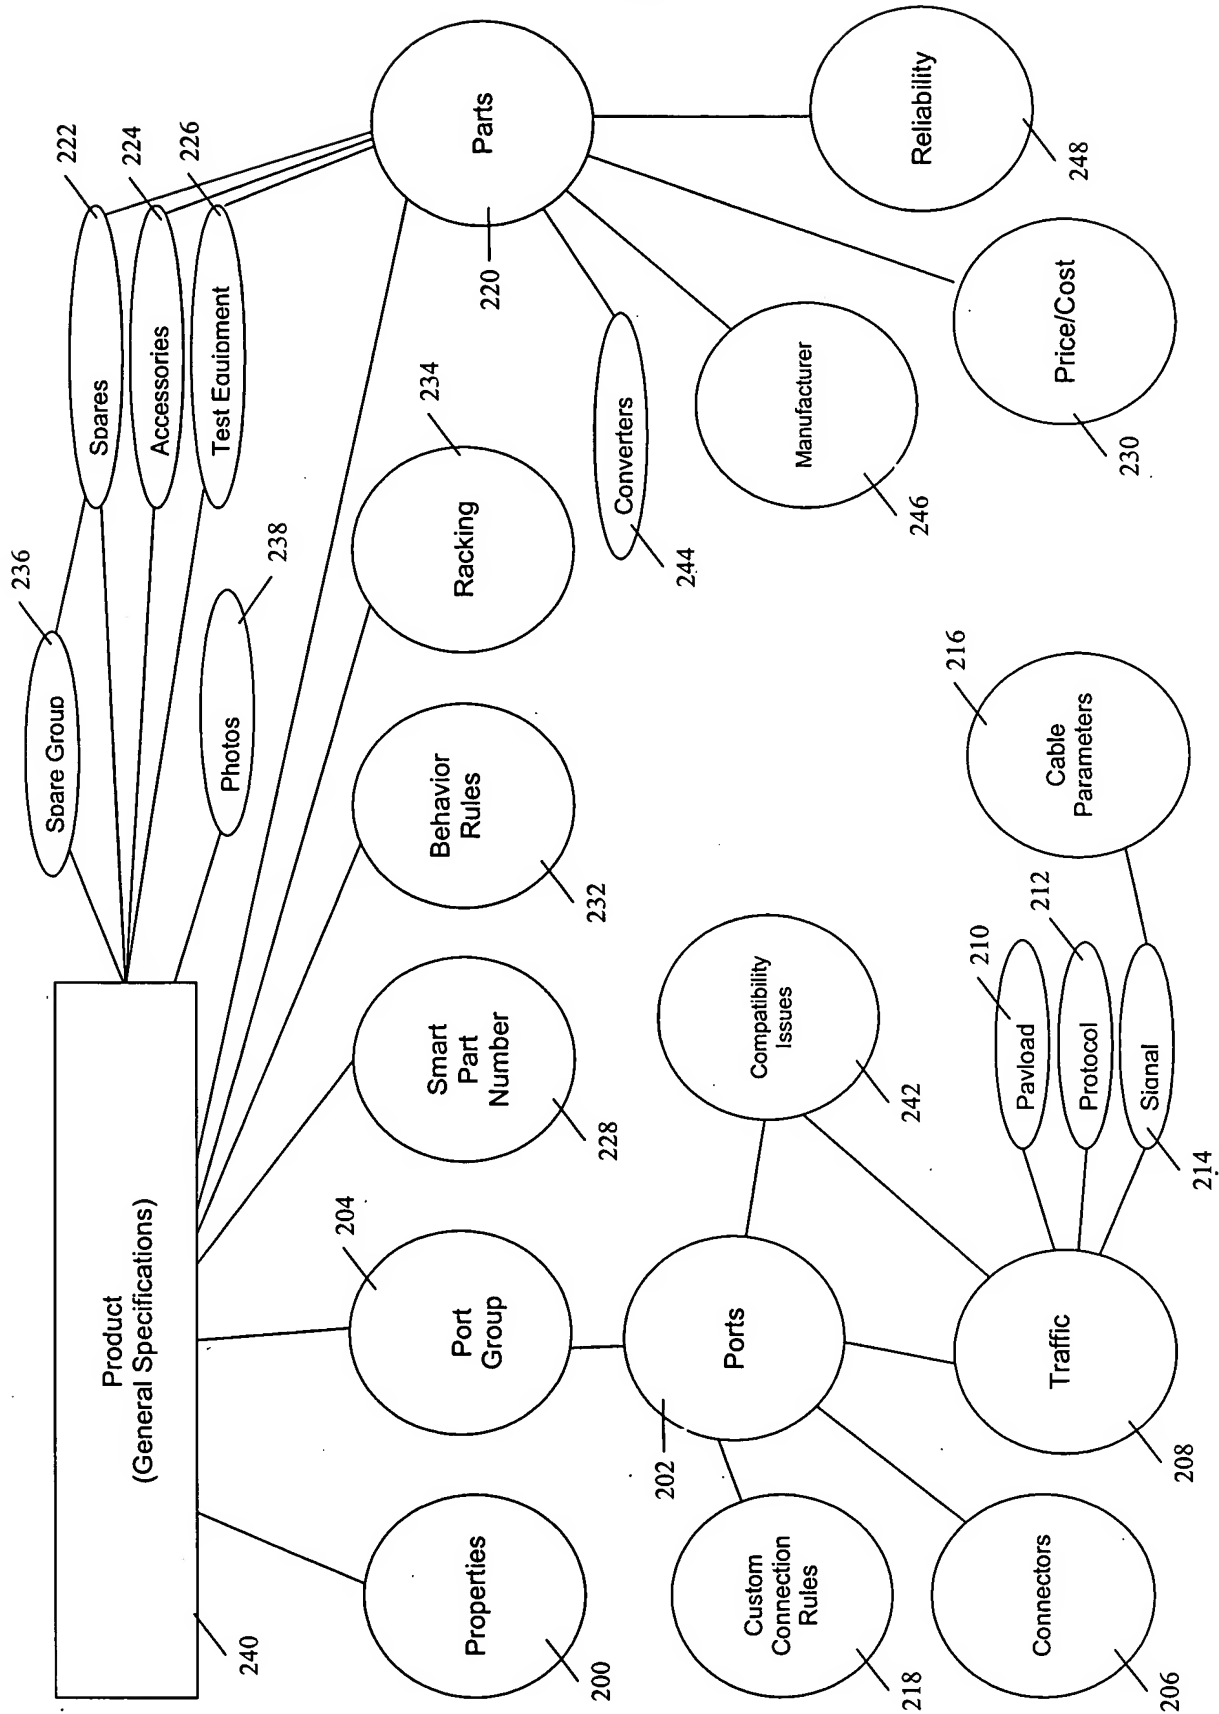 236
Spare Group
Spares
222
Product
(General Specifications)
Accessories
224
Test Equipment
226
Photos
238
240
204
234
Properties
Port
Group
Smart
Part
Number
Behavior
Rules
Racking
Parts
220
200
228
232
202
Ports
Converters
244
Custom
Connection
Rules
Compatibility
Issues
Manufacturer
218
242
246
Reliability
216
210
212
Connectors
Traffic
Payload
Protocol
Signal
Cable
Parameters
Price/Cost
248
206
208
214
230